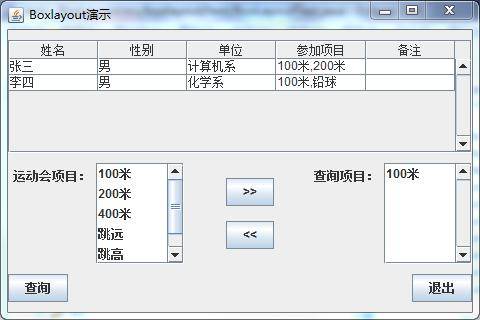 Boxlayout演示
姓名 性别 单位 参加项目 备注
张三 男 计算机系 100米,200米
李四 男 化学系 100米,铅球
运动会项目： 100米 >> 查询项目： 100米
200米
400米 <<
跳远
跳高
查询 退出